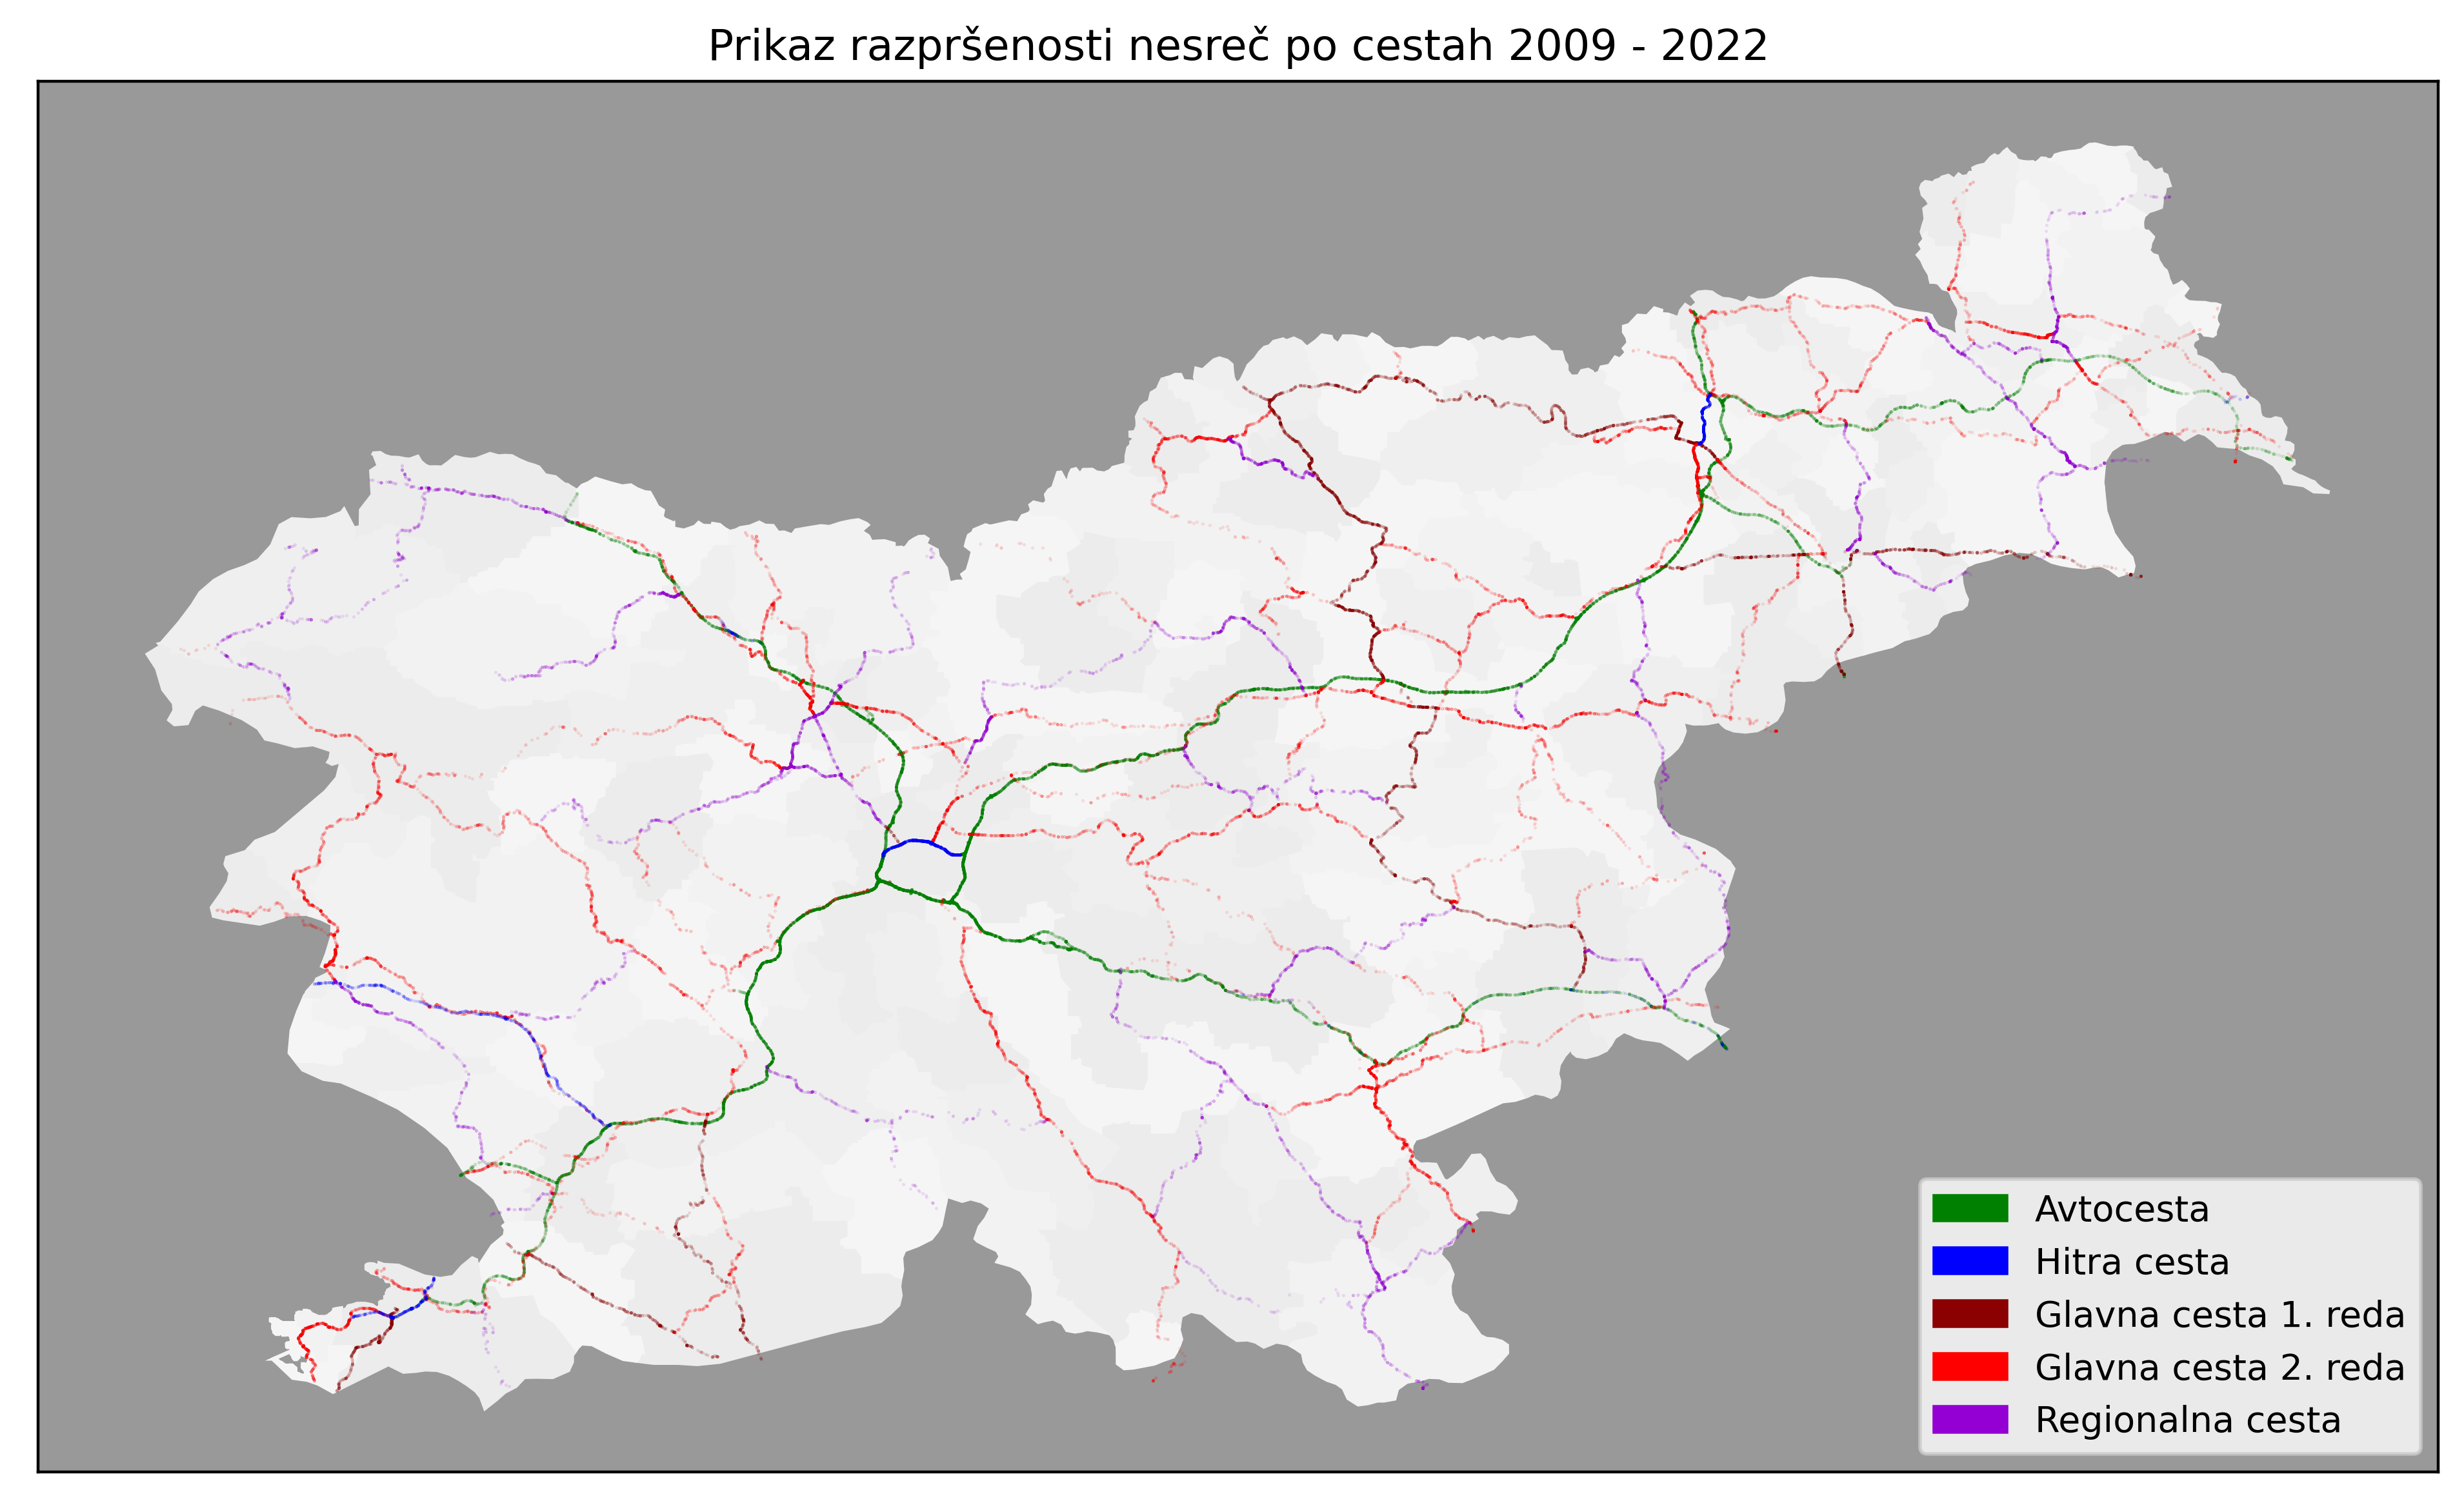 Prikaz razpršenosti nesreč po cestah 2009 - 2022
Avtocesta
Hitra cesta
Glavna cesta 1. reda
Glavna cesta 2. reda
Regionalna cesta